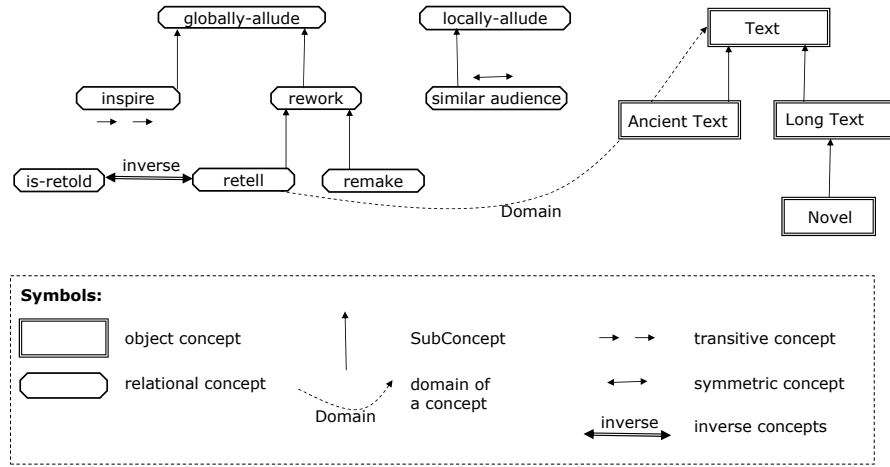 globally-allude
locally-allude
Text
inspire
rework
similar audience
Ancient Text
Long Text
inverse
is-retold
retell
remake
Domain
Novel
Symbols:
object concept
SubConcept
transitive concept
relational concept
domain of
a concept
symmetric concept
Domain
inverse
inverse concepts